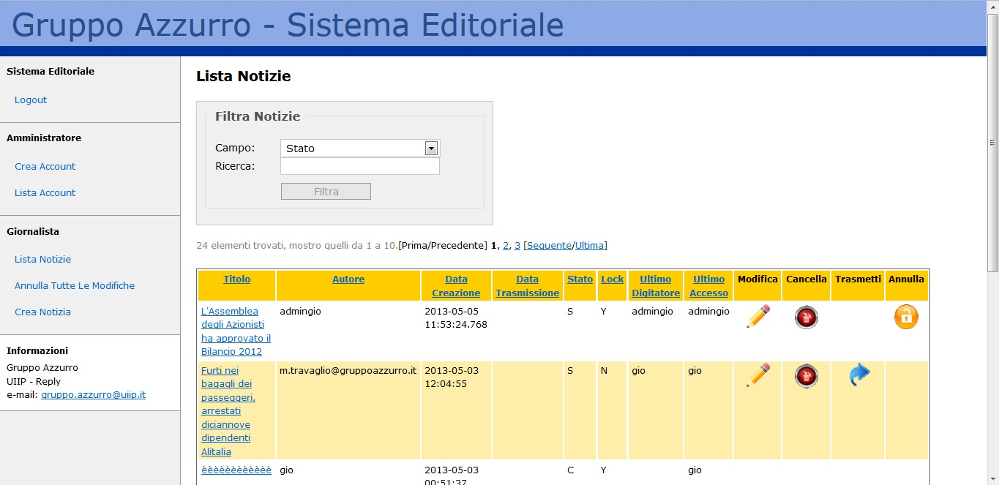 Gruppo Azzurro - Sistema Editoriale
Sistema Editoriale
Logout
Amministratore
Crea Account
Lista Account
Giornalista
Lista Notizie
Annulla Tutte Le Modifiche
Crea Notizia
Informazioni
Gruppo Azzurro
UIIP - Reply
e-mail: gruppo.azzurro@uiip.it
Lista Notizie
Filtra Notizie
Campo: Stato
Ricerca:
Filtra
24 elementi trovati, mostro quelli da 1 a 10.[Prima/Precedente] 1, 2, 3 [Sequente/Ultima]
Titolo Autore Data Creazione Data Trasmissione Stato Lock Ultimo Digitatore Ultimo Accesso Modifica Cancella Trasmetti Annulla
L'Assemblea admingio 2013-05-05 S Y admingio admingio
degli Azionisti 11:53:24.768
ha approvato il
Bilancio 2012
Furti nei m.travaglio@gruppoazzurro.it 2013-05-03 S N gio gio
bagagli dei 12:04:55
passeggeri,
arrestati
diciannove
dipendenti
Alitalia
èèèèèèèèèèèè gio 2013-05-03 C Y gio
00:51:37